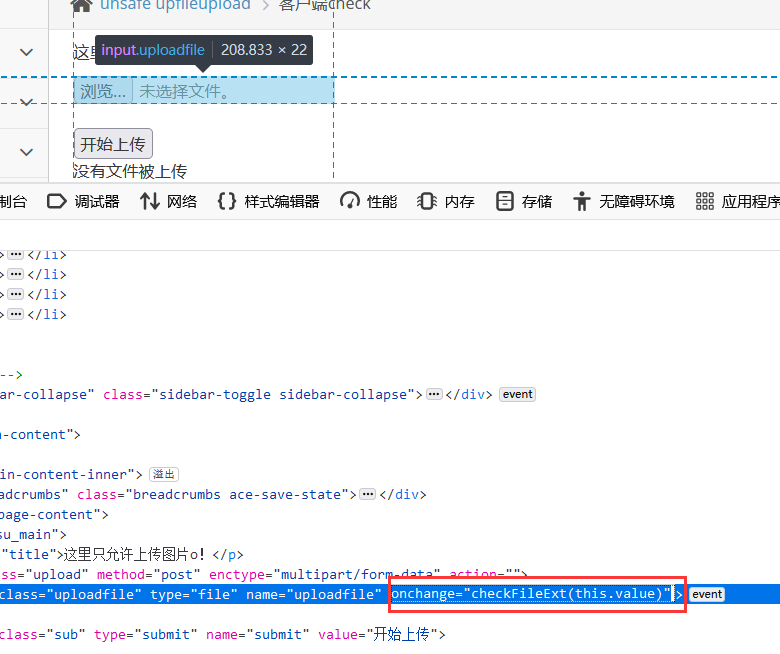 unsafe upfileupload > 客户端check
这里
input.uploadfile | 208.833 × 22
浏览... 未选择文件。
开始上传
没有文件被上传
制台 调试器 网络 {} 样式编辑器 性能 内存 存储 无障碍环境 应用程序
> ··· </li>
> ··· </li>
> ··· </li>
> ··· </li>
-->
ar-collapse" class="sidebar-toggle sidebar-collapse"> ··· </div> event
n-content">
in-content-inner"> 溢出
adcrumbs" class="breadcrumbs ace-save-state"> ··· </div>
page-content">
su_main">
="title">这里只允许上传图片o！</p>
ss="upload" method="post" enctype="multipart/form-data" action="">
class="uploadfile" type="file" name="uploadfile" onchange="checkFileExt(this.value)"> event
class="sub" type="submit" name="submit" value="开始上传">